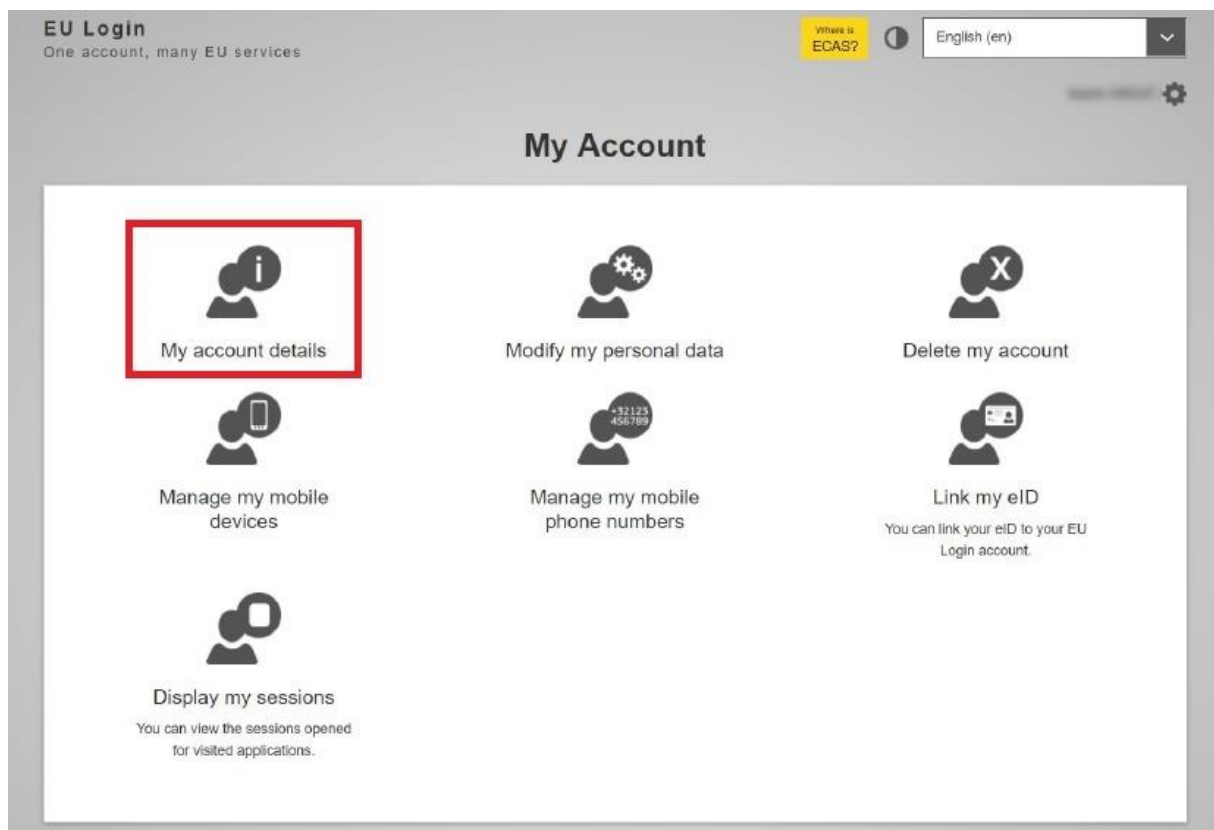 EU Login
One account, many EU services
Where is
ECAS?
English (en)
My Account
i
X
My account details
Modify my personal data
Delete my account
+32123
456789
Manage my mobile
devices
Manage my mobile
phone numbers
Link my eID
You can link your eID to your EU
Login account.
Display my sessions
You can view the sessions opened
for visited applications.